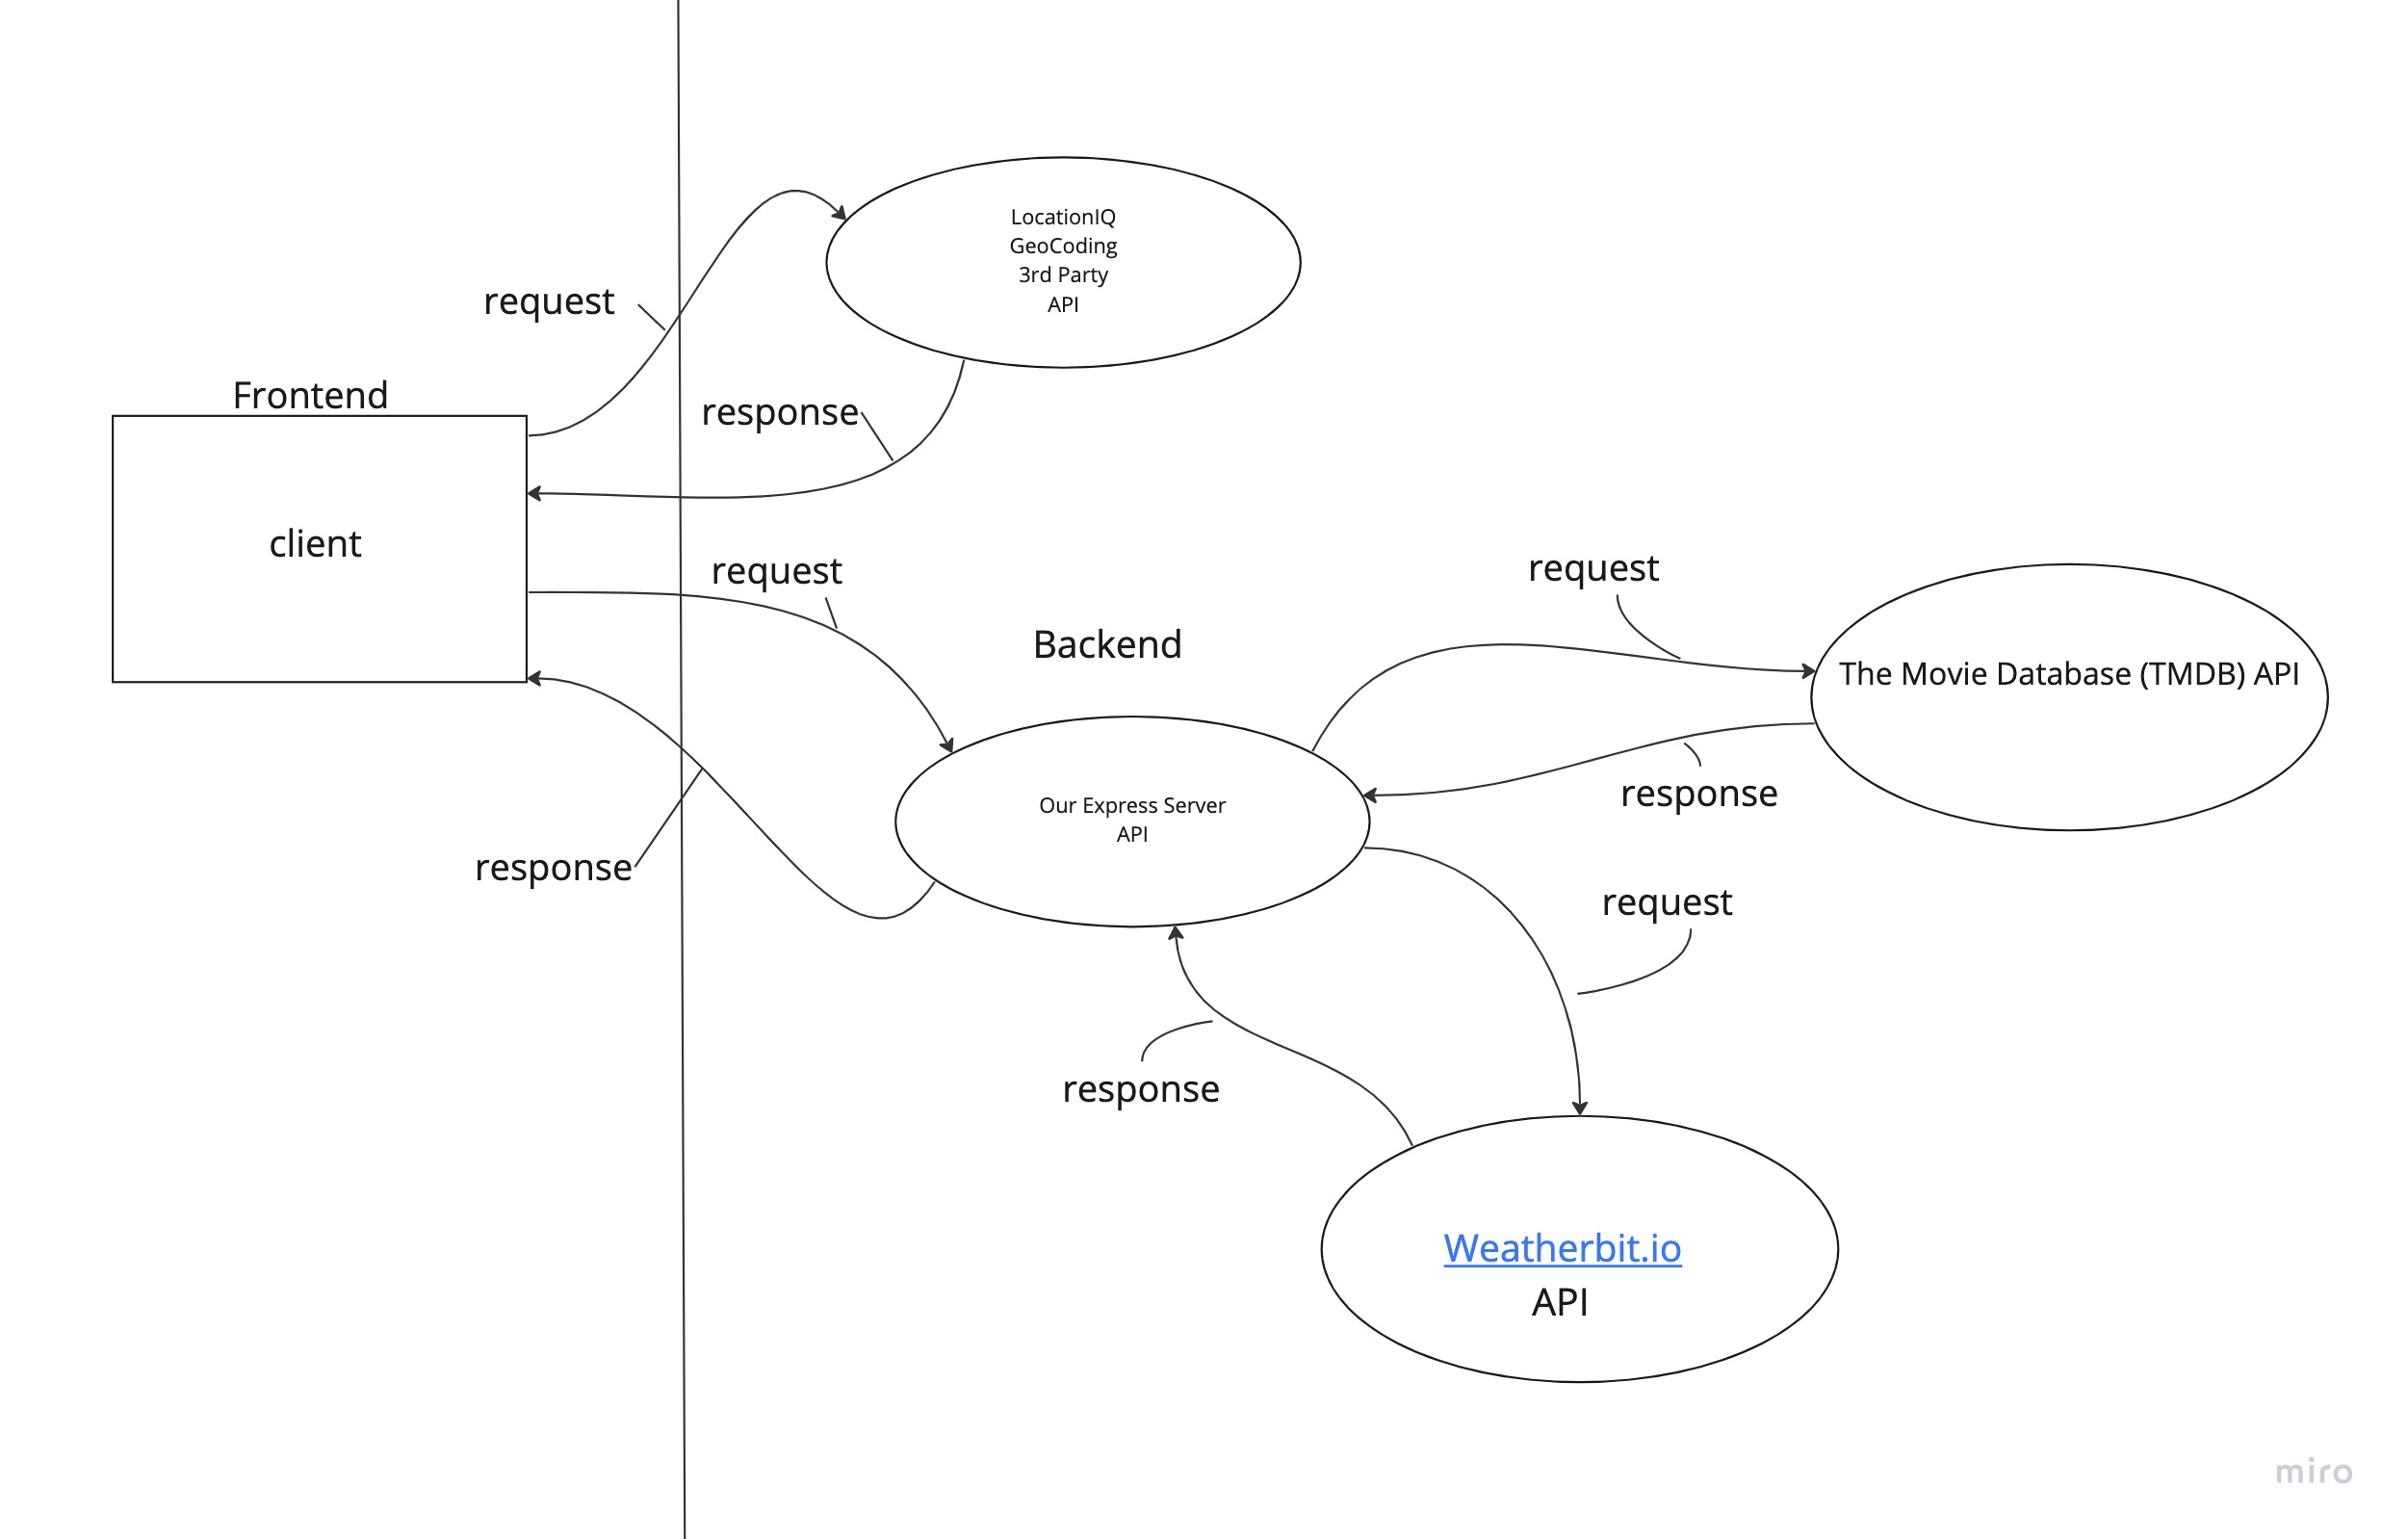 LocationIQ
GeoCoding
3rd Party
API
request
Frontend
response
client
request
request
Backend
The Movie Database (TMDB) API
response
Our Express Server
API
response
request
response
Weatherbit.io
API
miro